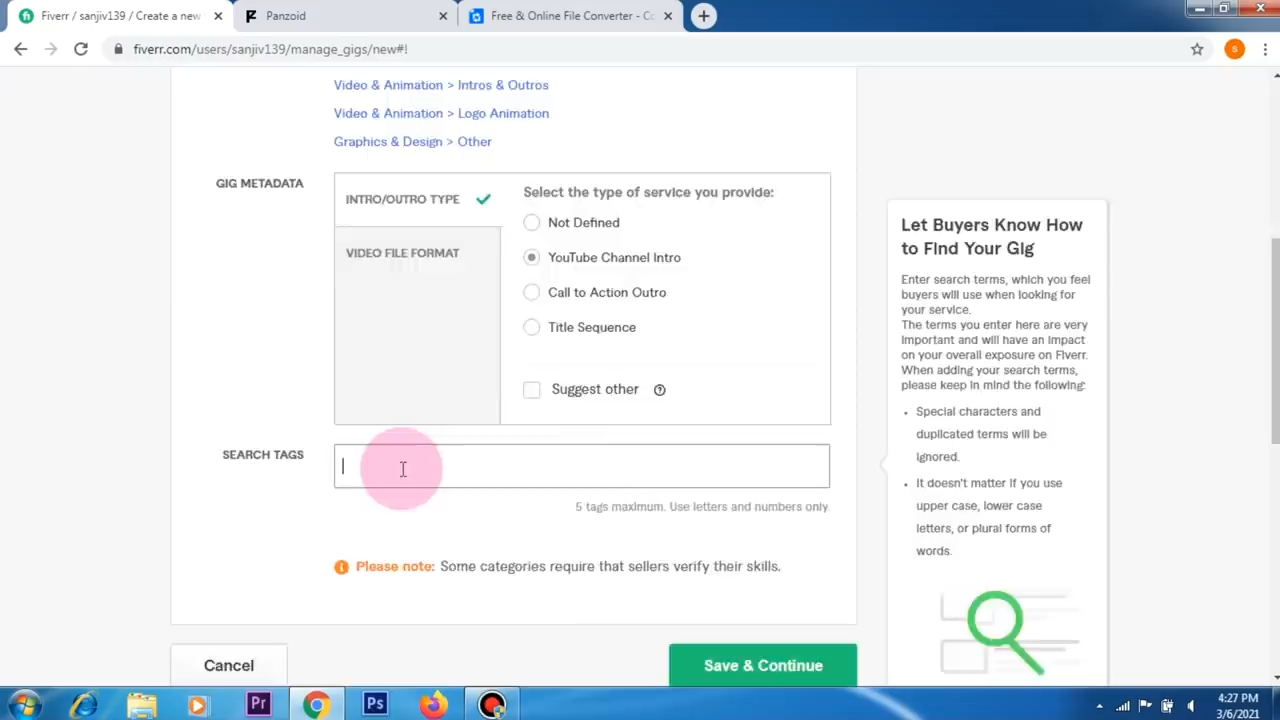 Fiverr / sanjiv139 / Create a new
Panzoid
Free & Online File Converter - Co
fiverr.com/users/sanjiv139/manage_gigs/new#!
s
Video & Animation > Intros & Outros
Video & Animation > Logo Animation
Graphics & Design > Other
GIG METADATA
INTRO/OUTRO TYPE
VIDEO FILE FORMAT
Select the type of service you provide:
Not Defined
YouTube Channel Intro
Call to Action Outro
Title Sequence
Suggest other
SEARCH TAGS
5 tags maximum. Use letters and numbers only.
Please note: Some categories require that sellers verify their skills.
Cancel
Save & Continue
Let Buyers Know How
to Find Your Gig
Enter search terms, which you feel
buyers will use when looking for
your service.
The terms you enter here are very
important and will have an impact
on your overall exposure on Fiverr.
When adding your search terms,
please keep in mind the following:
• Special characters and
duplicated terms will be
ignored.
• It doesn't matter if you use
upper case, lower case
letters, or plural forms of
words.
Pr
Ps
4:27 PM
3/6/2021